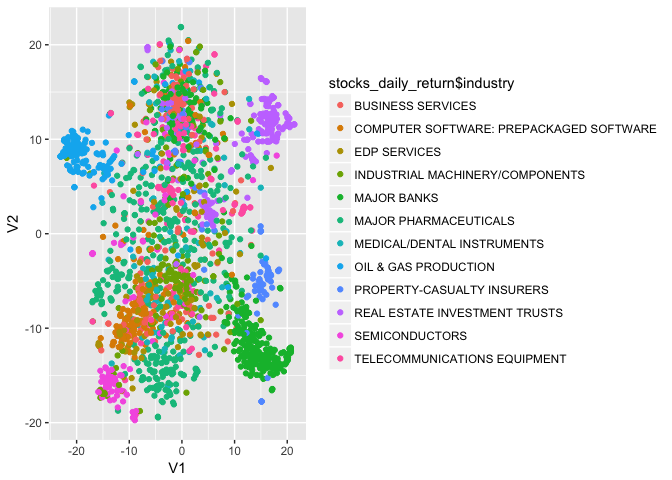 stocks_daily_return$industry
BUSINESS SERVICES
COMPUTER SOFTWARE: PREPACKAGED SOFTWARE
EDP SERVICES
INDUSTRIAL MACHINERY/COMPONENTS
MAJOR BANKS
MAJOR PHARMACEUTICALS
MEDICAL/DENTAL INSTRUMENTS
OIL & GAS PRODUCTION
PROPERTY-CASUALTY INSURERS
REAL ESTATE INVESTMENT TRUSTS
SEMICONDUCTORS
TELECOMMUNICATIONS EQUIPMENT
V2
20
10
0
-10
-20
-20
-10
0
10
20
V1